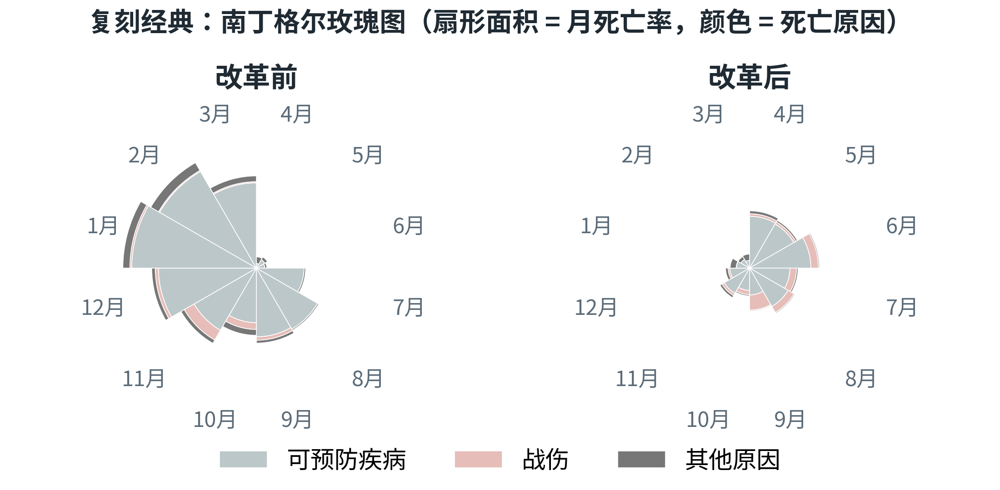 复刻经典：南丁格尔玫瑰图（扇形面积 = 月死亡率，颜色 = 死亡原因）
改革前
3月
4月
2月
5月
1月
6月
12月
7月
11月
8月
10月
9月
改革后
3月
4月
2月
5月
1月
6月
12月
7月
11月
8月
10月
9月
可预防疾病
战伤
其他原因